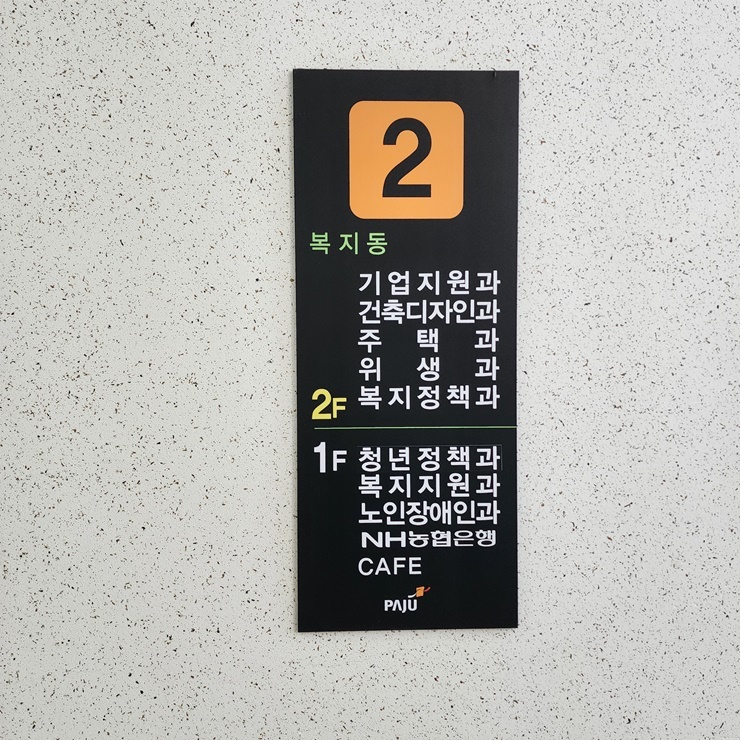 2
복지동
기업지원과
건축디자인과
주택과
위생과
2F 복지정책과
1F 청년정책과
복지지원과
노인장애인과
NH농협은행
CAFE
PAJU